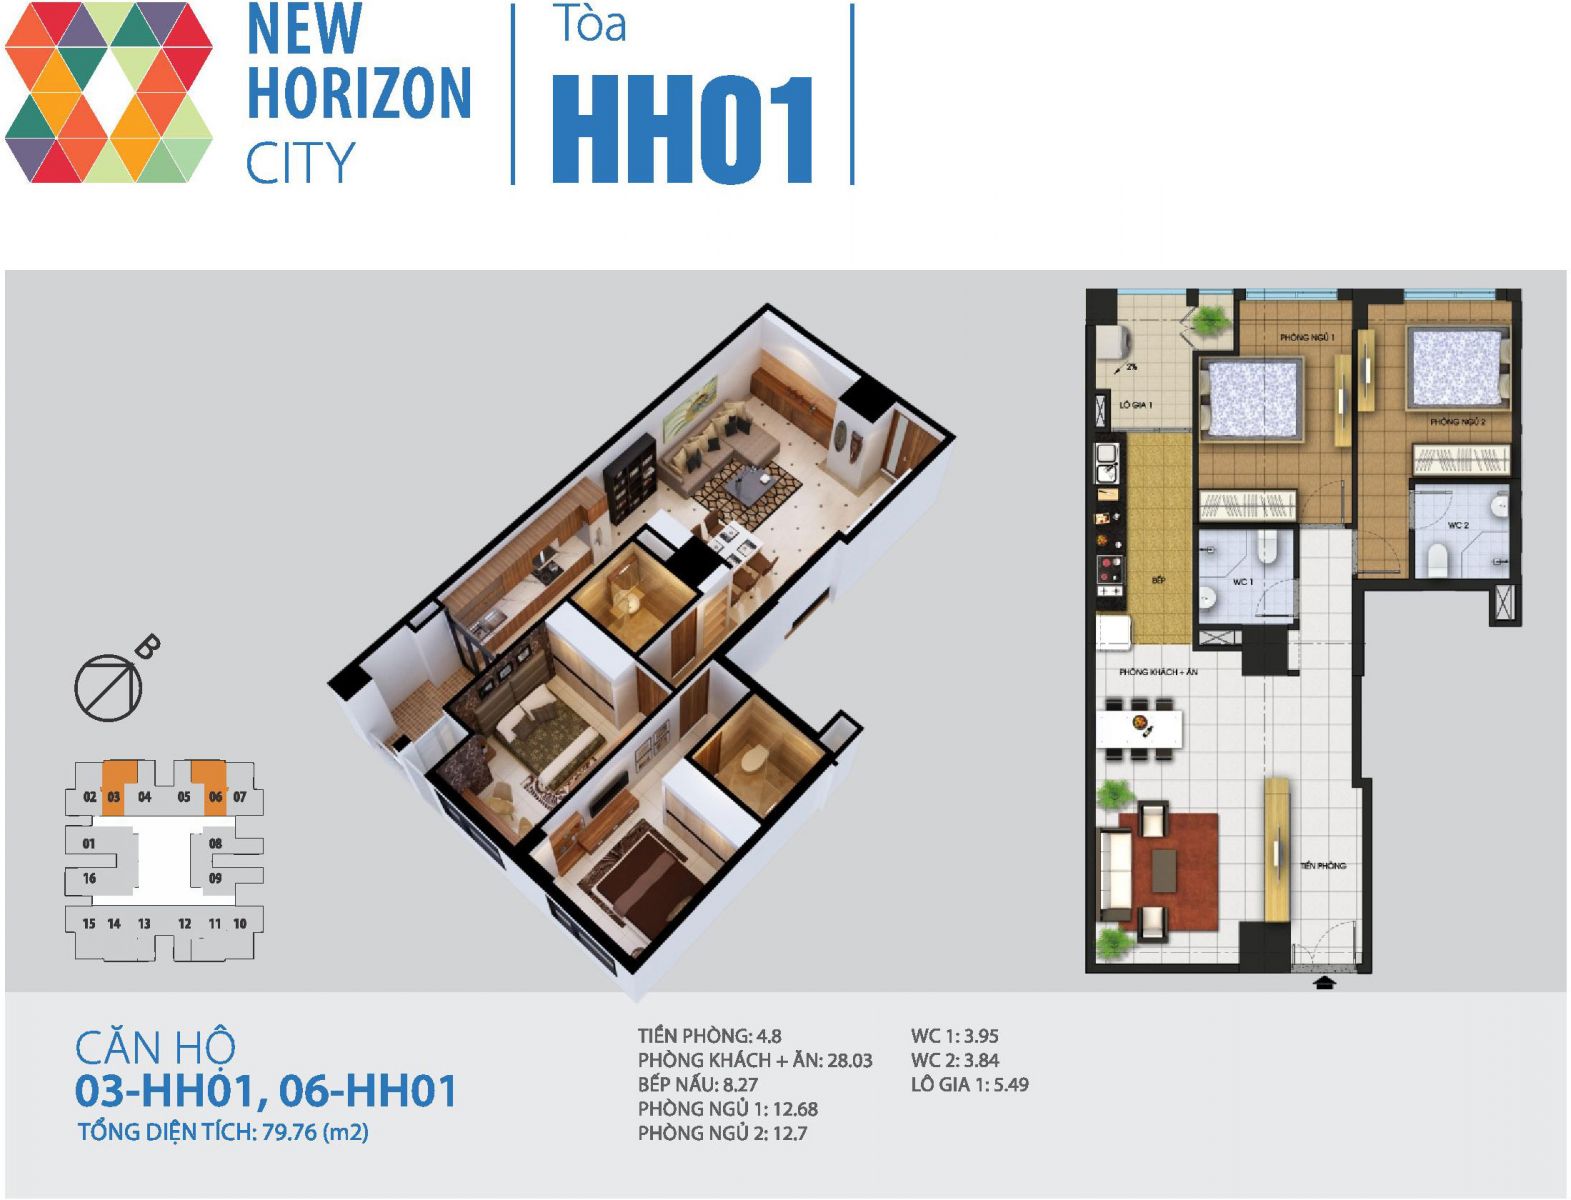 NEW
HORIZON
CITY
Tòa
HH01
PHÒNG NGỦ 1
2%
LÔ GIA 1
PHÒNG NGỦ 2
WC 2
BẾP
WC 1
PHÒNG KHÁCH + ĂN
TIỀN PHÒNG
B
02 03 04 05 06 07
01 08
16 09
15 14 13 12 11 10
CĂN HỘ
03-HH01, 06-HH01
TỔNG DIỆN TÍCH: 79.76 (m2)
TIỀN PHÒNG: 4.8
PHÒNG KHÁCH + ĂN: 28.03
BẾP NẤU: 8.27
PHÒNG NGỦ 1: 12.68
PHÒNG NGỦ 2: 12.7
WC 1: 3.95
WC 2: 3.84
LÔ GIA 1: 5.49